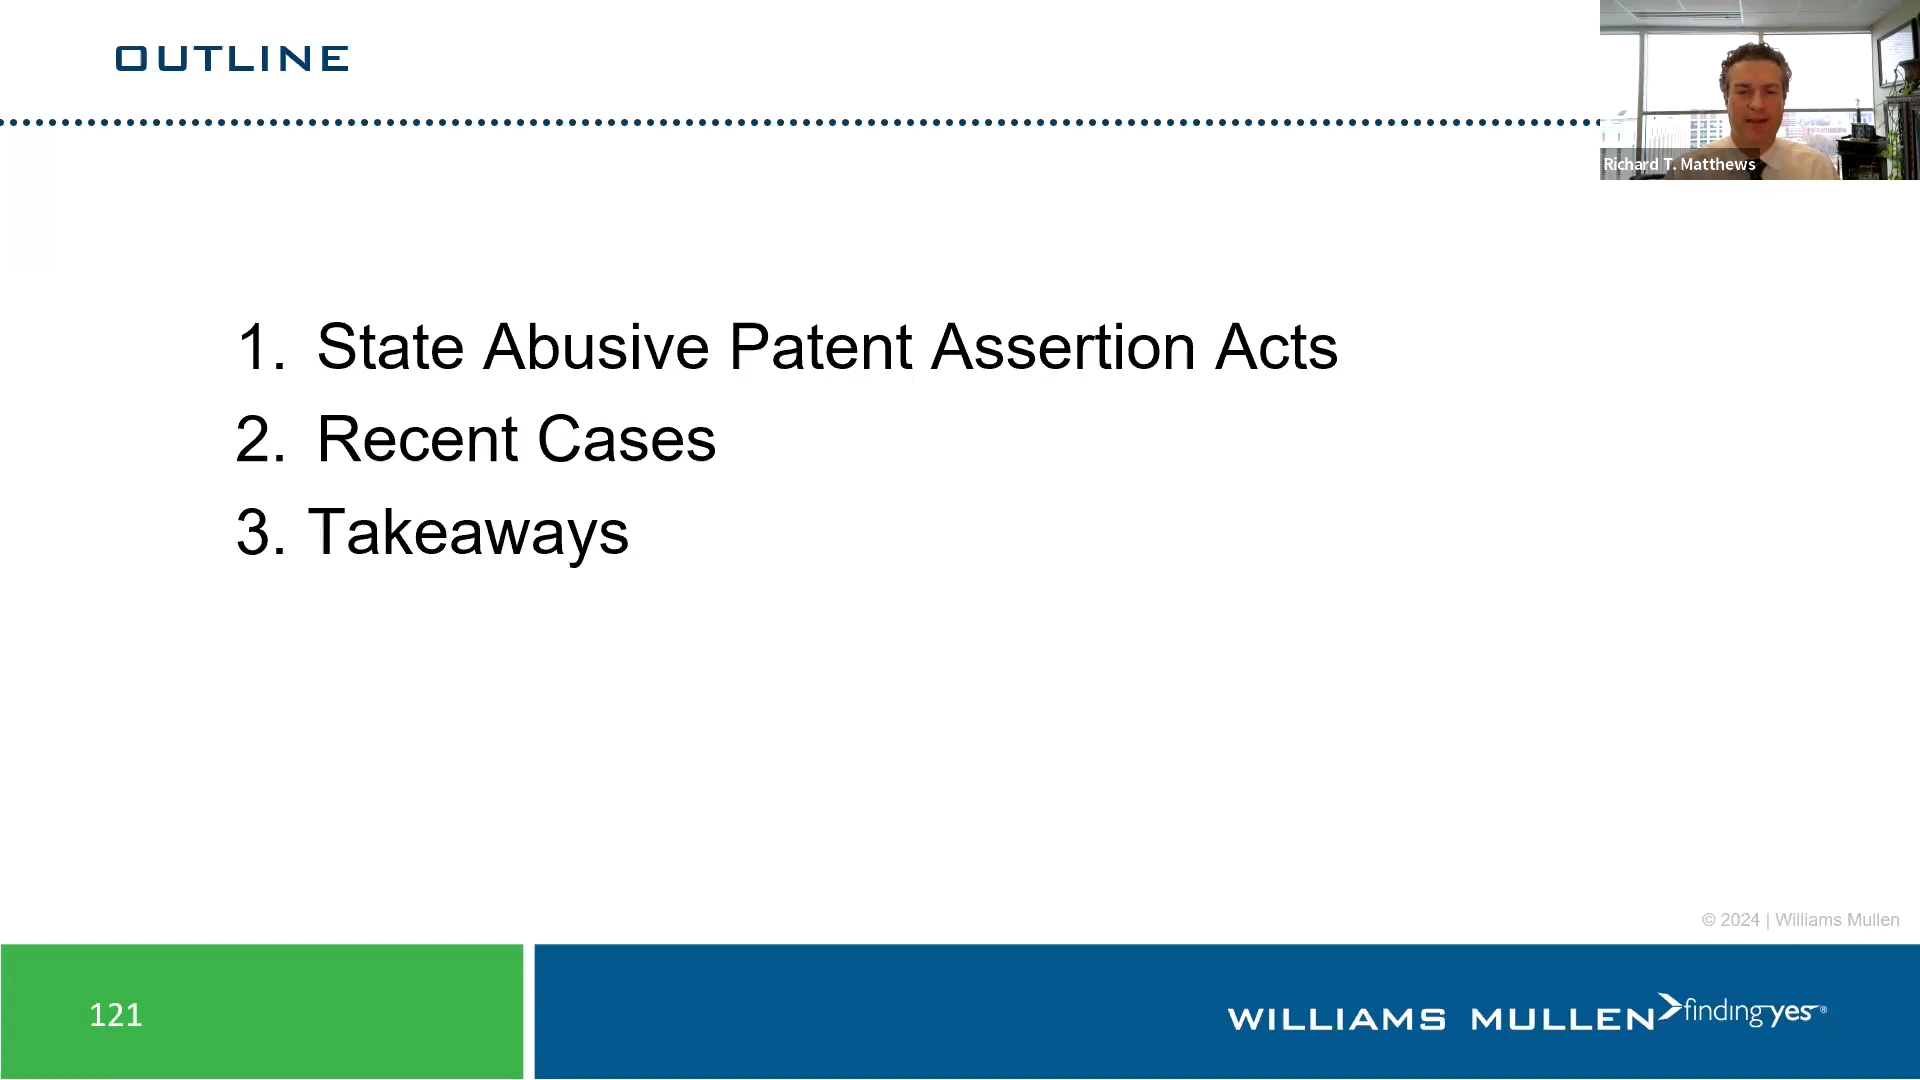 OUTLINE
Richard T. Matthews
1. State Abusive Patent Assertion Acts
2. Recent Cases
3. Takeaways
© 2024 | Williams Mullen
121
WILLIAMS MULLEN findingyes®